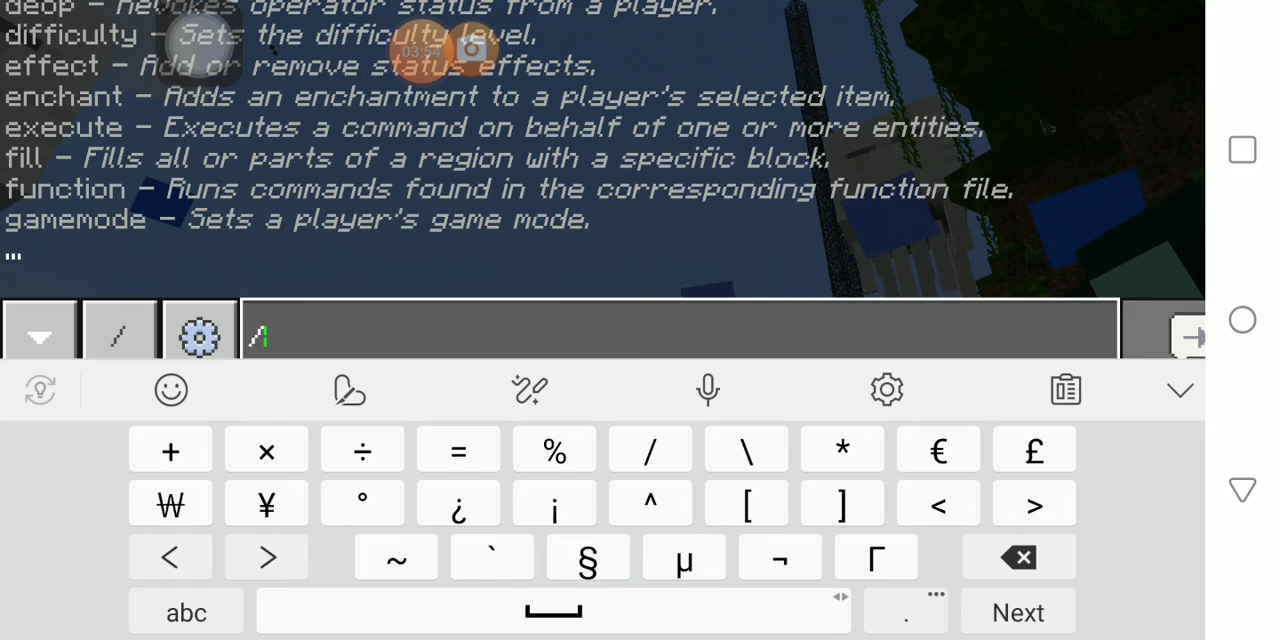 deop – Revokes operator status from a player.
difficulty – Sets the difficulty level.
effect – Add or remove status effects.
enchant – Adds an enchantment to a player's selected item.
execute – Executes a command on behalf of one or more entities.
fill – Fills all or parts of a region with a specific block.
function – Runs commands found in the corresponding function file.
gamemode – Sets a player's game mode.
...
03:54
/
/
+ × ÷ = % / \ * € £
₩ ¥ ° ¿ ¡ ^ [ ] < >
< > ~ ` § µ ¬ Γ
abc . Next